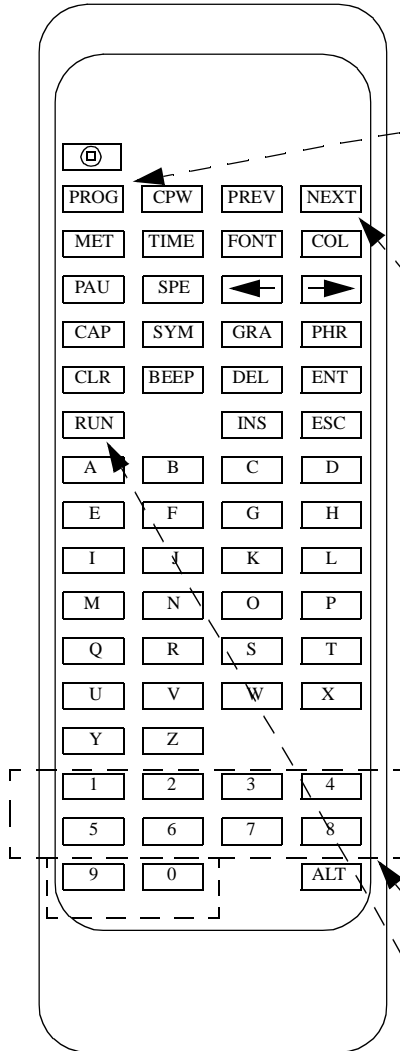 PROG CPW PREV NEXT
MET TIME FONT COL
PAU SPE
CAP SYM GRA PHR
CLR BEEP DEL ENT
RUN INS ESC
A B C D
E F G H
I J K L
M N O P
Q R S T
U V W X
Y Z
1 2 3 4
5 6 7 8
9 0 ALT